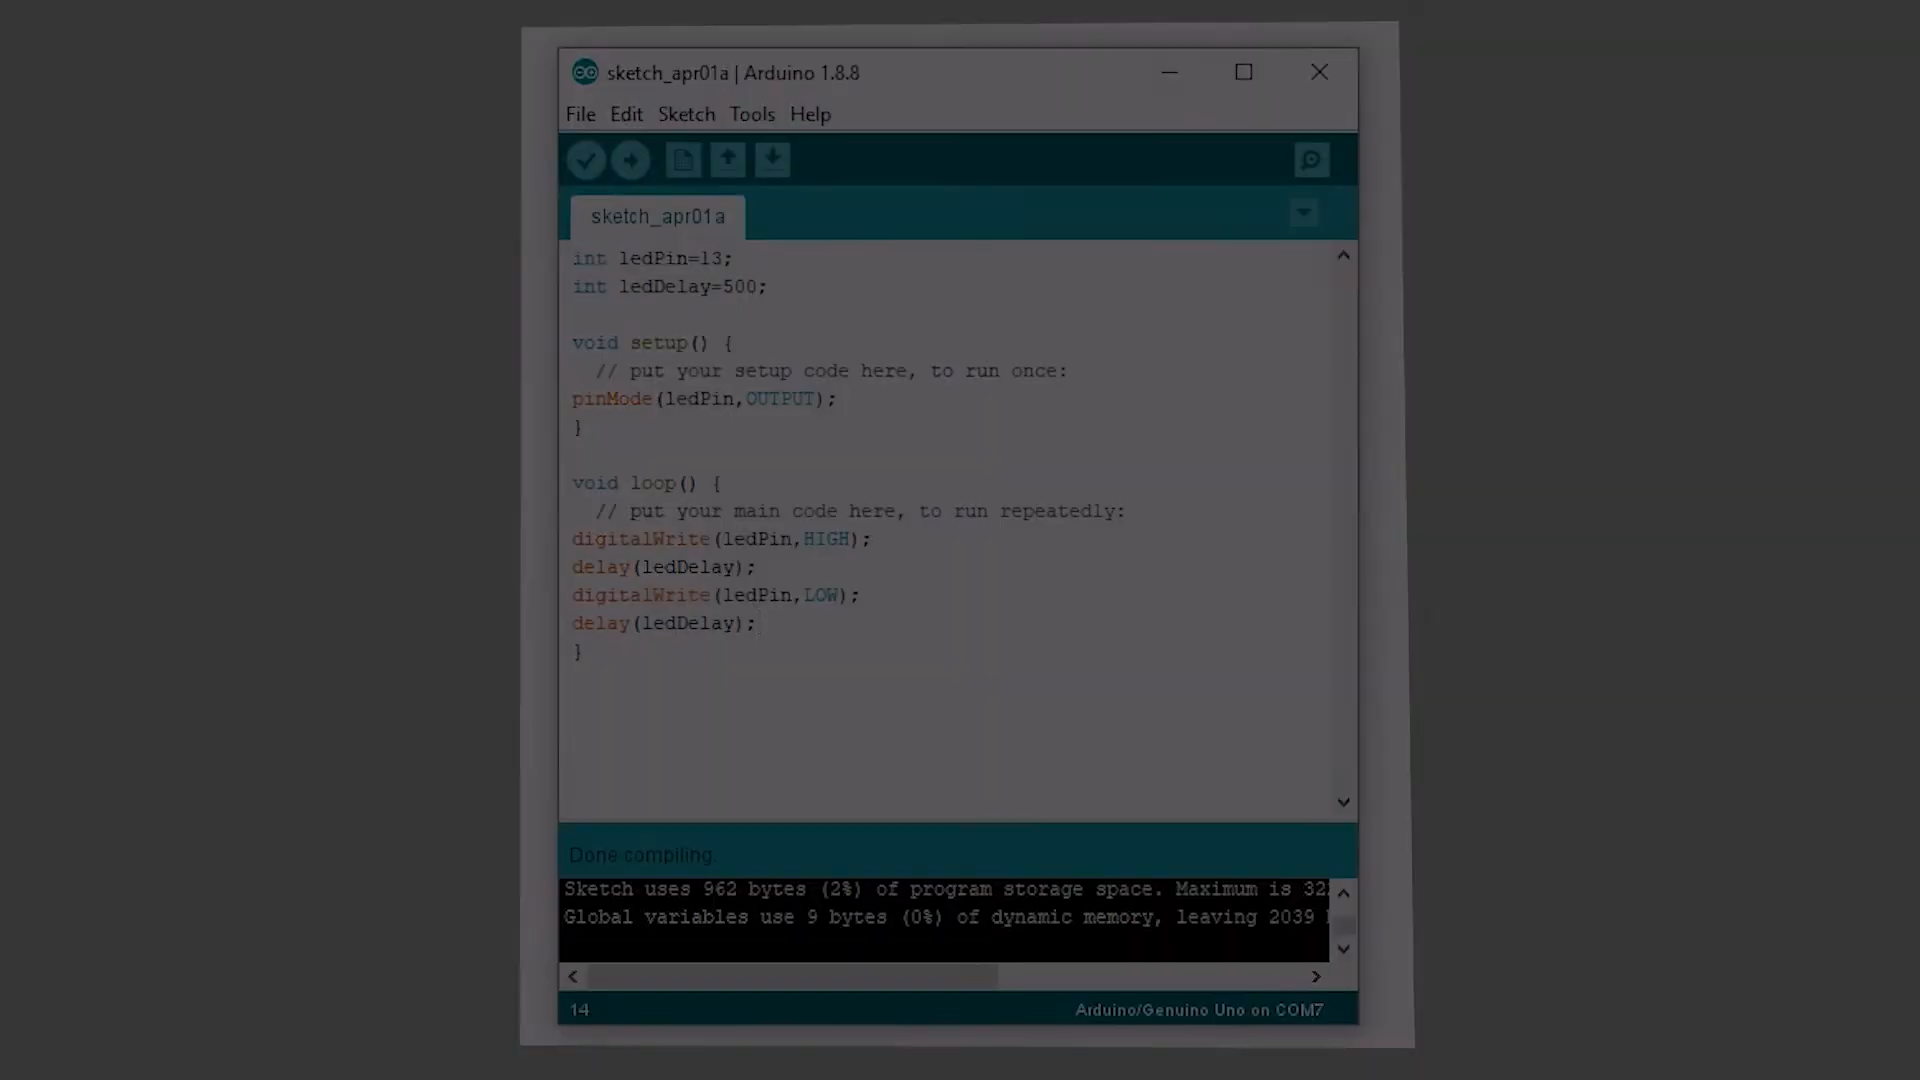 sketch_apr01a | Arduino 1.8.8
File Edit Sketch Tools Help
sketch_apr01a
int ledPin=13;
int ledDelay=500;
void setup() {
// put your setup code here, to run once:
pinMode(ledPin,OUTPUT);
}
void loop() {
// put your main code here, to run repeatedly:
digitalWrite(ledPin,HIGH);
delay(ledDelay);
digitalWrite(ledPin,LOW);
delay(ledDelay);
}
Done compiling.
Sketch uses 962 bytes (2%) of program storage space. Maximum is
Global variables use 9 bytes (0%) of dynamic memory, leaving 2039
14
Arduino/Genuino Uno on COM7